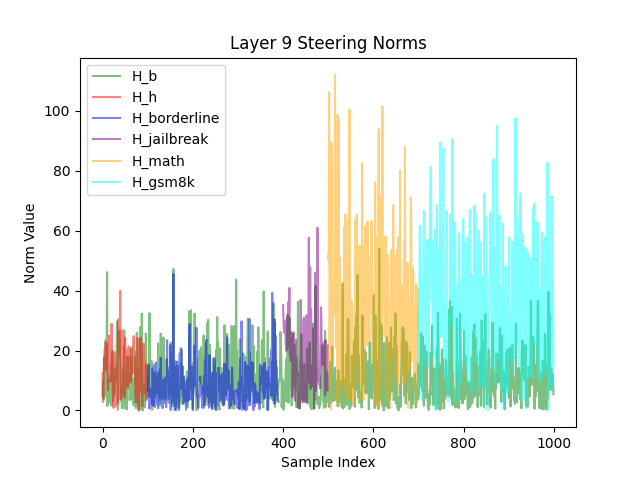 Layer 9 Steering Norms
H_b
H_h
H_borderline
H_jailbreak
H_math
H_gsm8k
Norm Value
100
80
60
40
20
0
0 200 400 600 800 1000
Sample Index